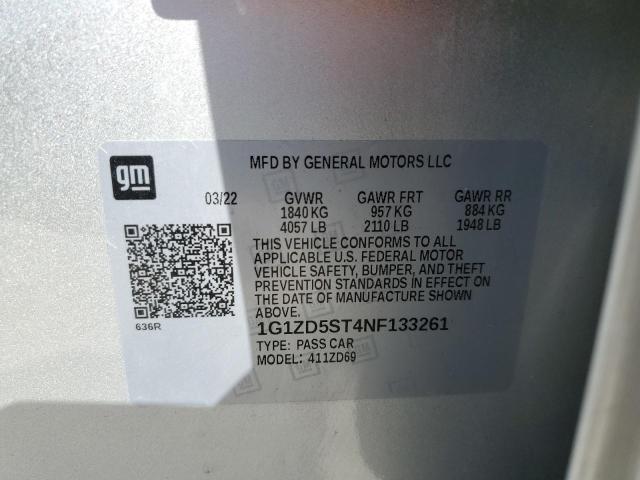 gm
MFD BY GENERAL MOTORS LLC
03/22 GVWR GAWR FRT GAWR RR
1840 KG 957 KG 884 KG
4057 LB 2110 LB 1948 LB
THIS VEHICLE CONFORMS TO ALL
APPLICABLE U.S. FEDERAL MOTOR
VEHICLE SAFETY, BUMPER, AND THEFT
PREVENTION STANDARDS IN EFFECT ON
THE DATE OF MANUFACTURE SHOWN
ABOVE.
636R
1G1ZD5ST4NF133261
TYPE: PASS CAR
MODEL: 411ZD69